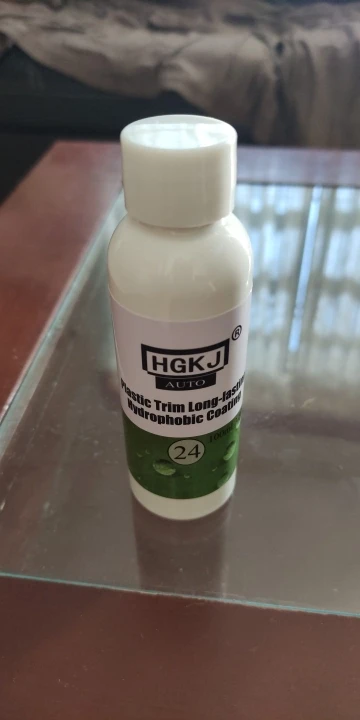 ®
HGKJ
AUTO
Plastic Trim Long-lasting
Hydrophobic Coating
24